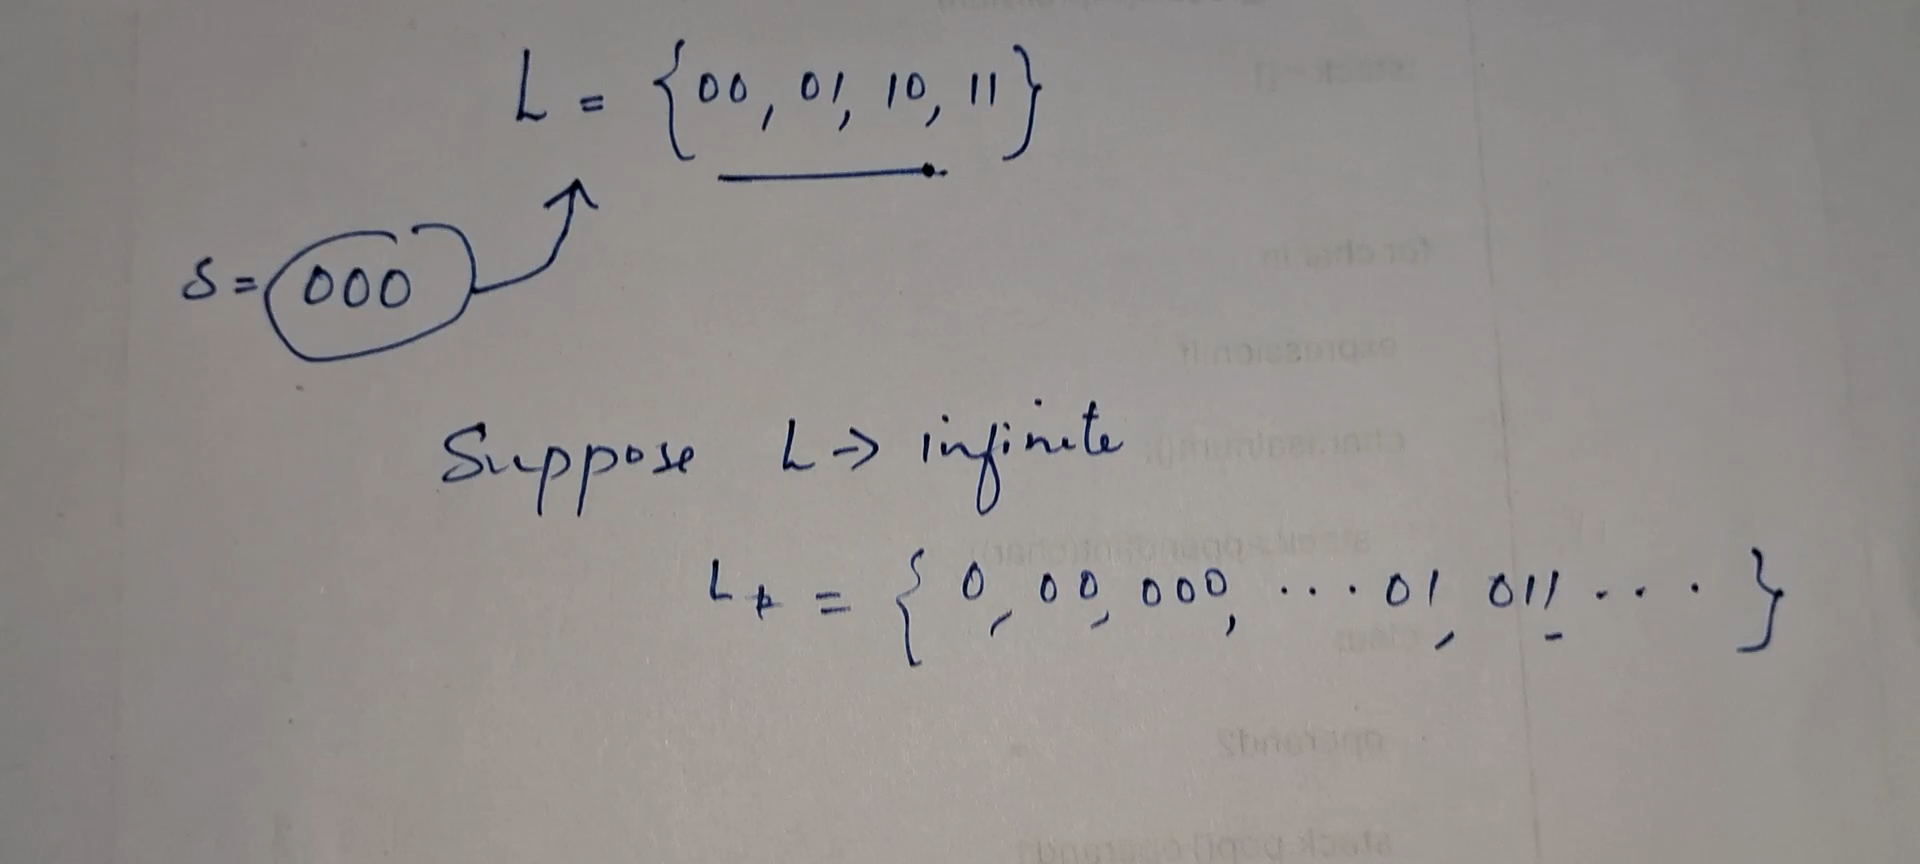 L = {00, 01, 10, 11}
S = 000
Suppose L -> infinite
L = {0, 00, 000, ... 01, 011 ....}